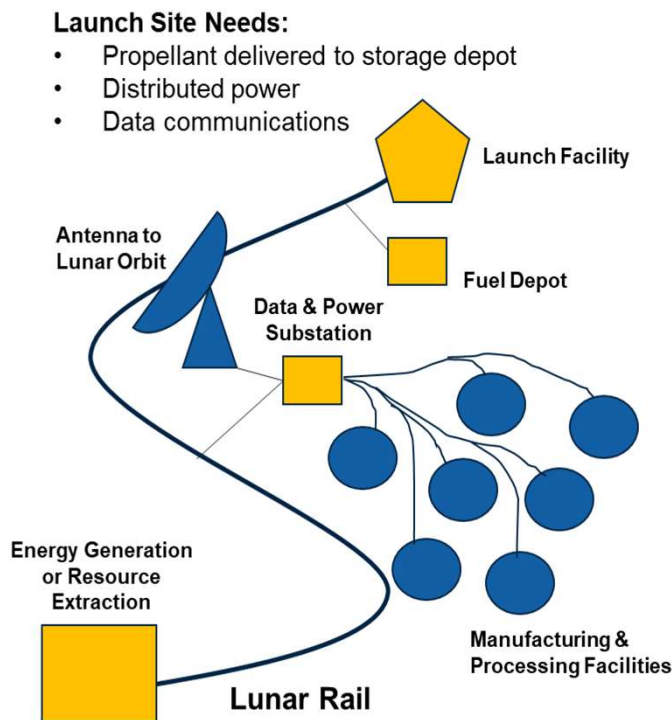 Launch Site Needs:
• Propellant delivered to storage depot
• Distributed power
• Data communications
Launch Facility
Antenna to
Lunar Orbit
Fuel Depot
Data & Power
Substation
Energy Generation
or Resource
Extraction
Manufacturing &
Processing Facilities
Lunar Rail